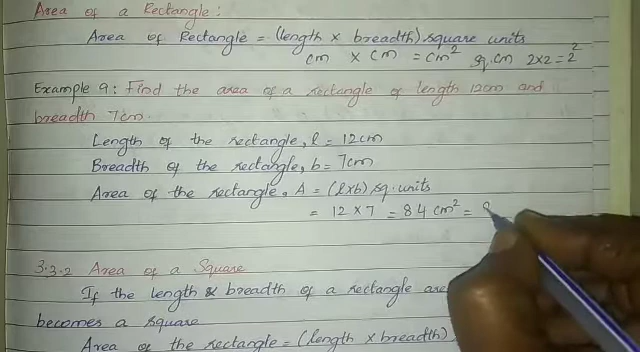 Area of a Rectangle:
Area of Rectangle = (length x breadth) square units
cm x cm = cm² sq. cm 2x2 = 2²
Example 9: Find the area of a rectangle of length 12cm and
breadth 7cm.
Length of the rectangle, l = 12cm
Breadth of the rectangle, b = 7cm
Area of the rectangle, A = (l x b) sq. units
= 12 x 7 = 84 cm² =
3.3.2 Area of a Square
If the length & breadth of a rectangle are
becomes a square
Area of the rectangle = (length x breadth)